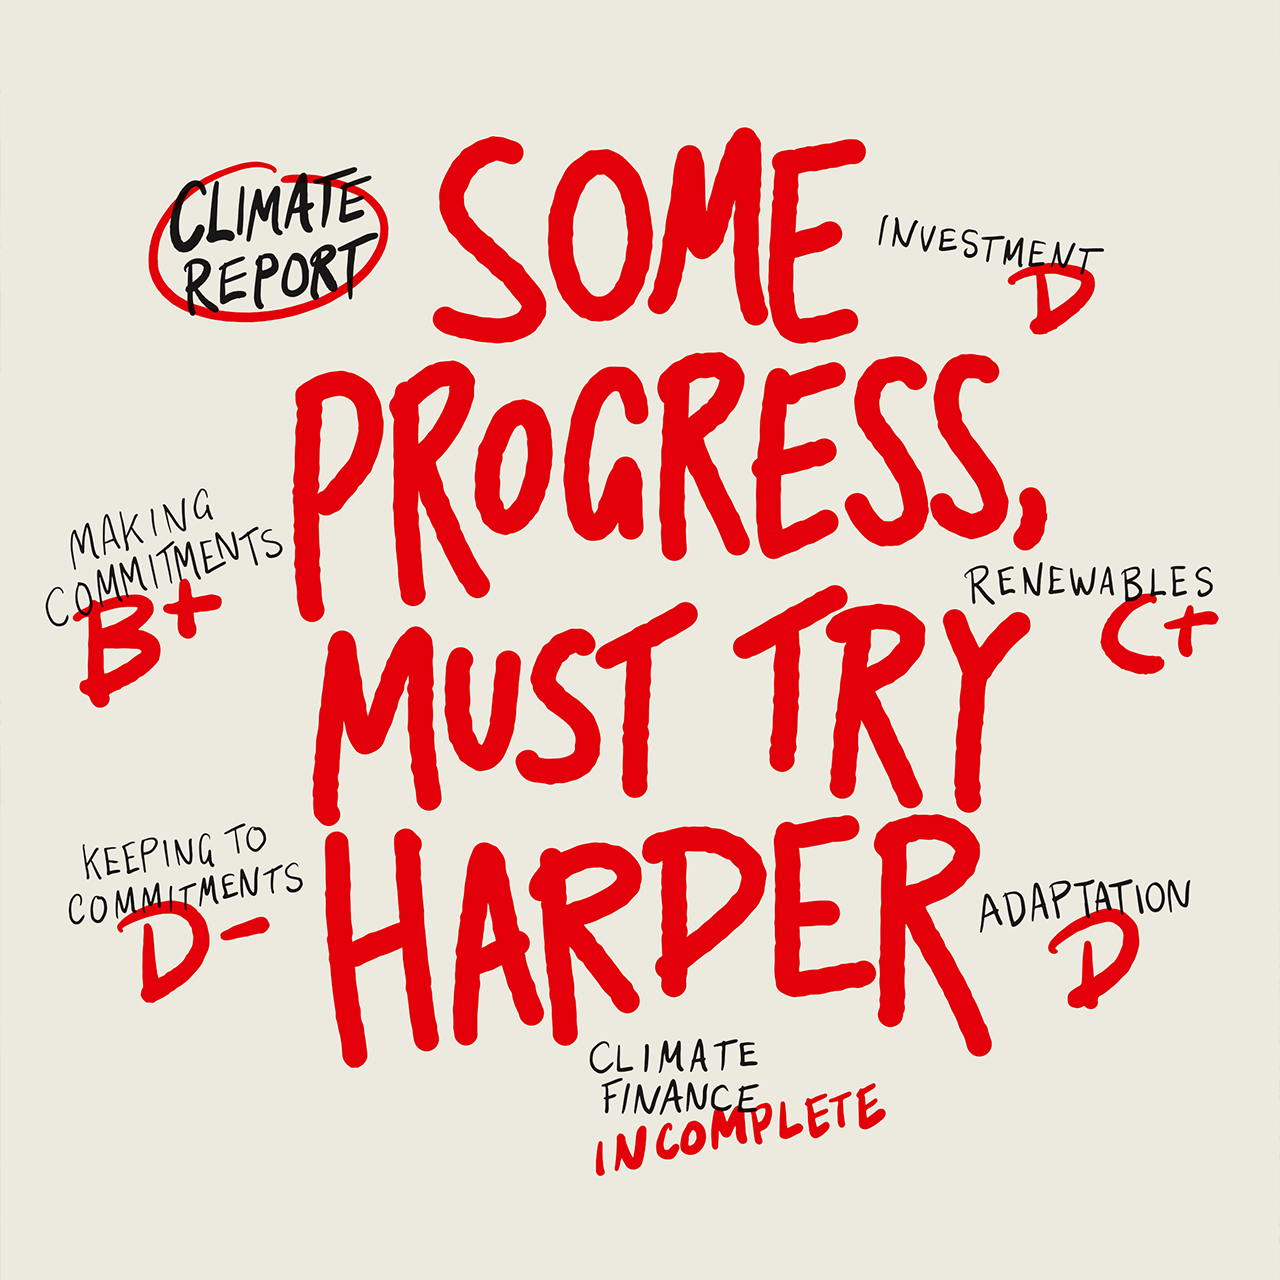 CLIMATE
REPORT
SOME
INVESTMENT
D
PROGRESS,
MAKING
COMMITMENTS
B+
RENEWABLES
C+
MUST TRY
KEEPING TO
COMMITMENTS
D-
HARDER
ADAPTATION
D
CLIMATE
FINANCE
INCOMPLETE